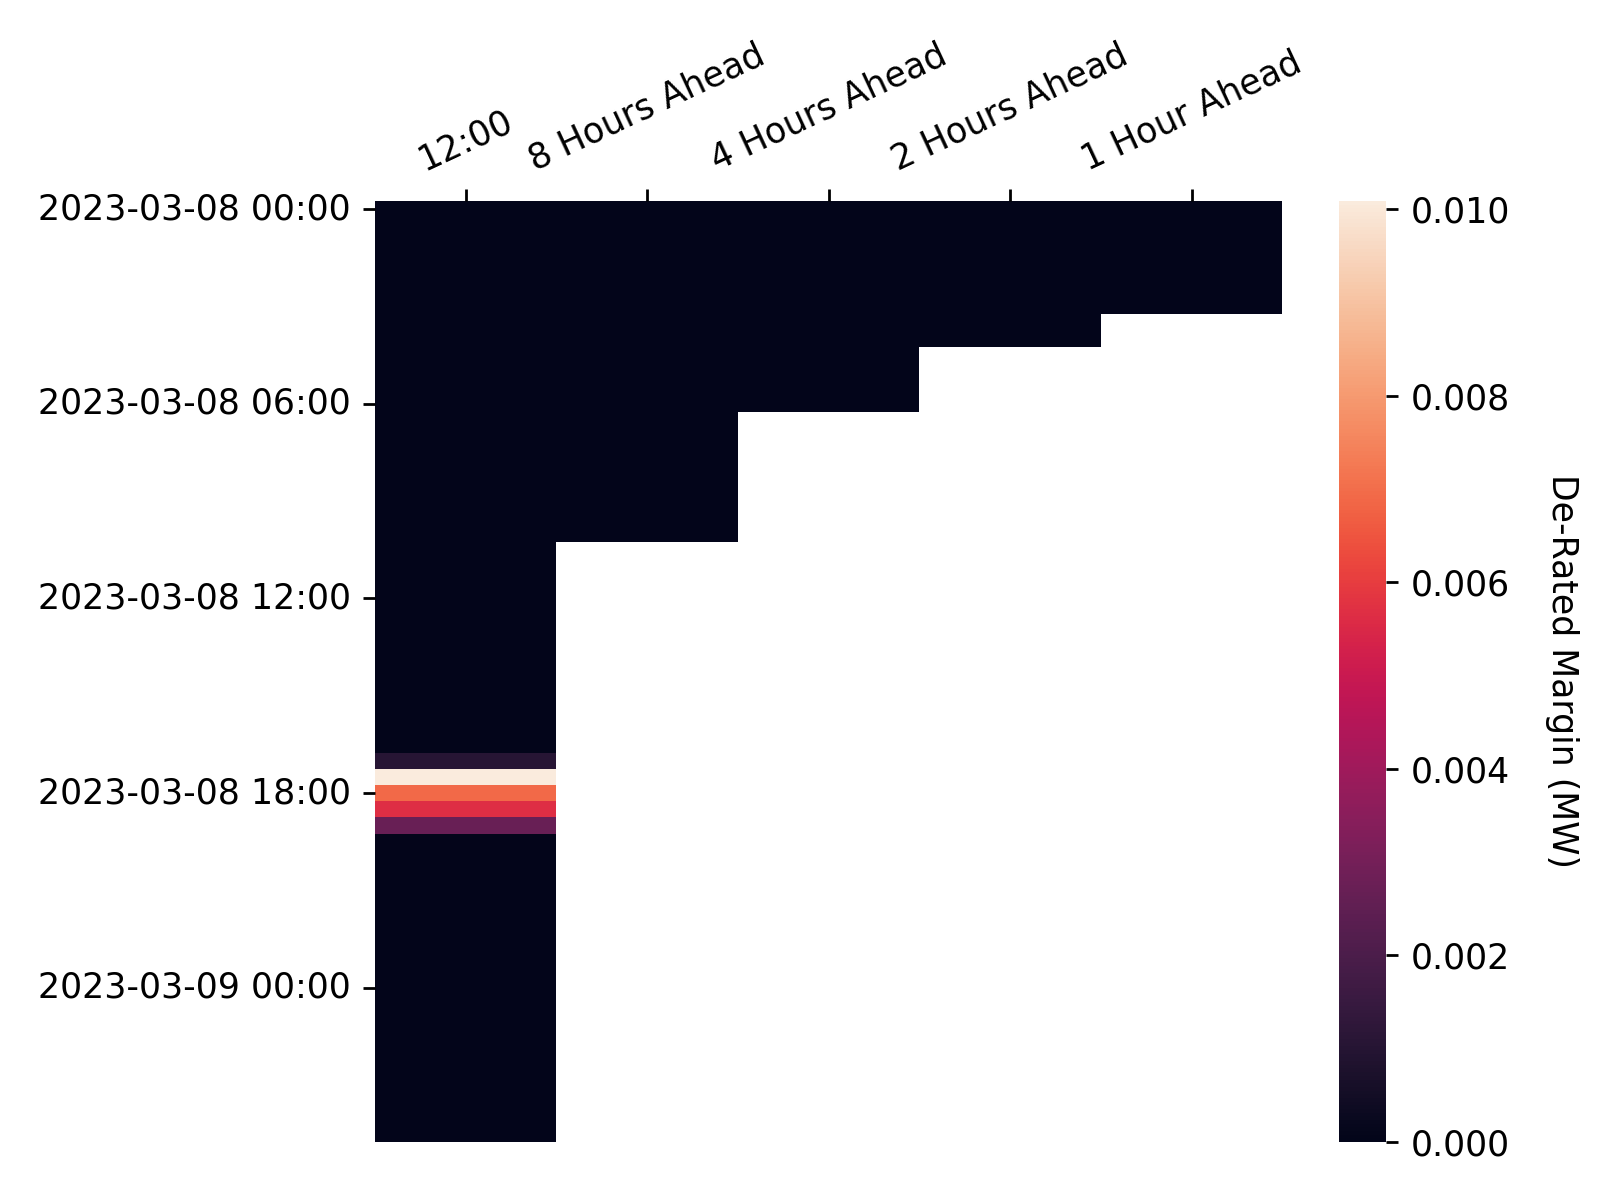 12:00
8 Hours Ahead
4 Hours Ahead
2 Hours Ahead
1 Hour Ahead
2023-03-08 00:00
2023-03-08 06:00
2023-03-08 12:00
2023-03-08 18:00
2023-03-09 00:00
0.010
0.008
0.006
0.004
0.002
0.000
De-Rated Margin (MW)